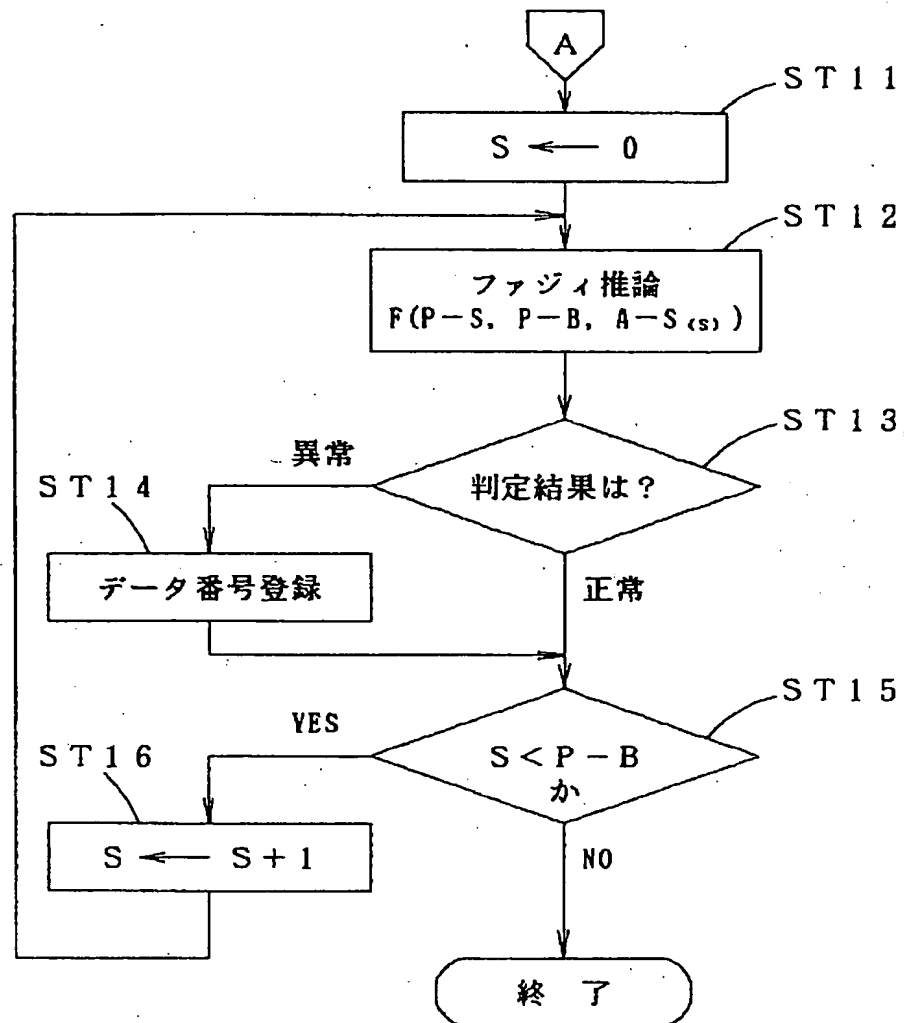 A
ST11
S ← 0
ST12
ファジィ推論
F(P-S, P-B, A-S(S))
ST13
異常
判定結果は?
ST14
データ番号登録
正常
ST15
YES
S<P-B
か
ST16
S ← S+1
NO
終 了